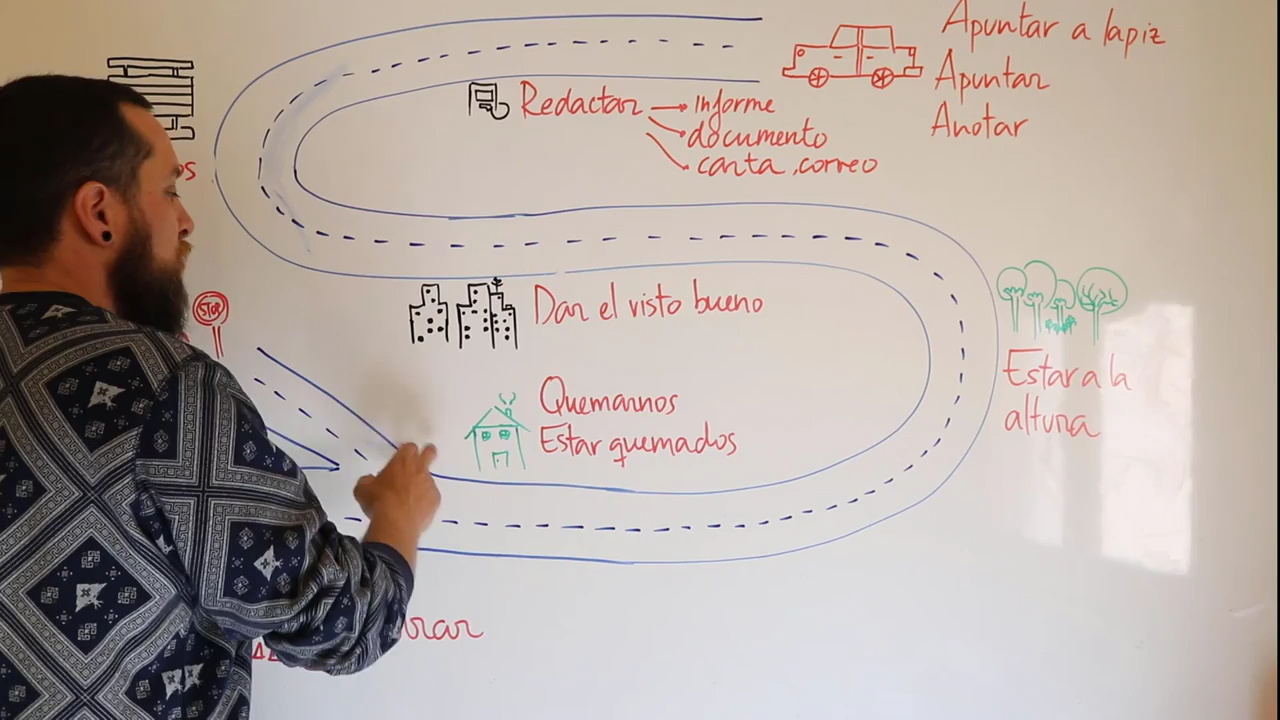 Apuntar a lapiz
Apuntar
Anotar
Redactar
informe
documento
carta, correo
STOP
Dar el visto bueno
Estar a la
altura
Quemarnos
Estar quemados